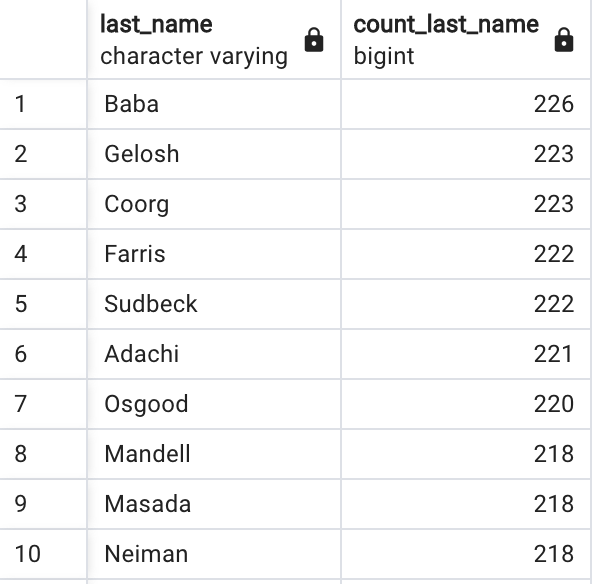 last_name count_last_name
character varying bigint
1 Baba 226
2 Gelosh 223
3 Coorg 223
4 Farris 222
5 Sudbeck 222
6 Adachi 221
7 Osgood 220
8 Mandell 218
9 Masada 218
10 Neiman 218